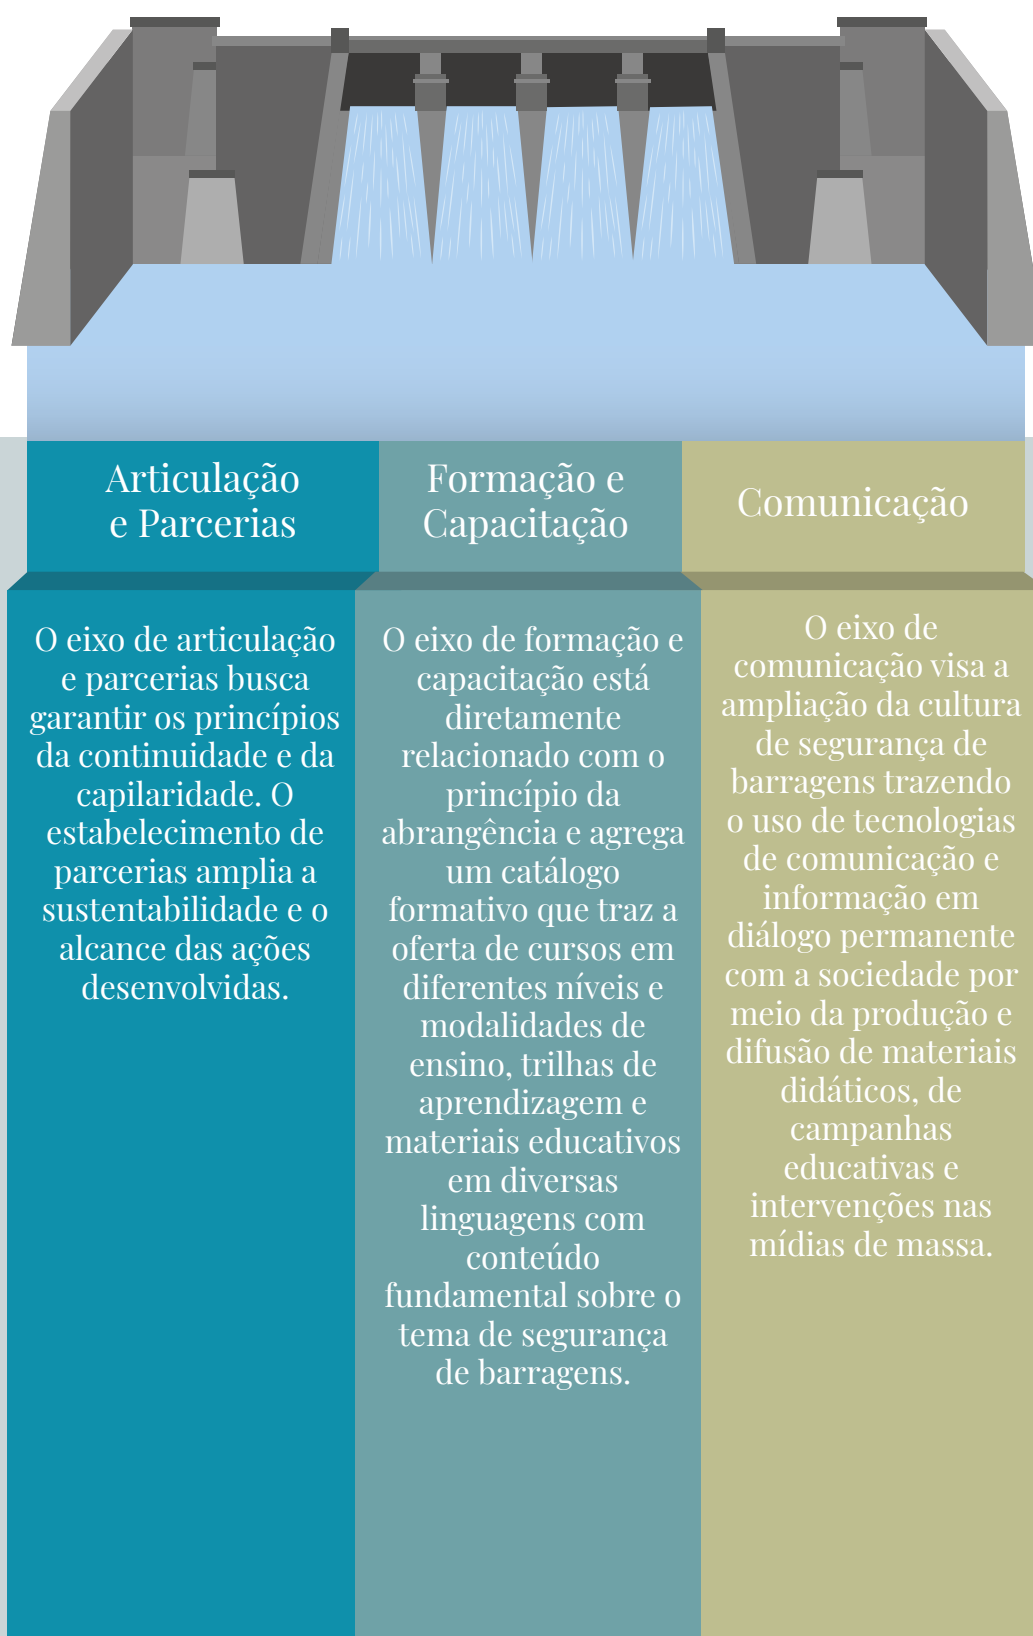 Articulação
e Parcerias
Formação e
Capacitação
Comunicação
O eixo de articulação
e parcerias busca
garantir os princípios
da continuidade e da
capilaridade. O
estabelecimento de
parcerias amplia a
sustentabilidade e o
alcance das ações
desenvolvidas.
O eixo de formação e
capacitação está
diretamente
relacionado com o
princípio da
abrangência e agrega
um catálogo
formativo que traz a
oferta de cursos em
diferentes níveis e
modalidades de
ensino, trilhas de
aprendizagem e
materiais educativos
em diversas
linguagens com
conteúdo
fundamental sobre o
tema de segurança
de barragens.
O eixo de
comunicação visa a
ampliação da cultura
de segurança de
barragens trazendo
o uso de tecnologias
de comunicação e
informação em
diálogo permanente
com a sociedade por
meio da produção e
difusão de materiais
didáticos, de
campanhas
educativas e
intervenções nas
mídias de massa.